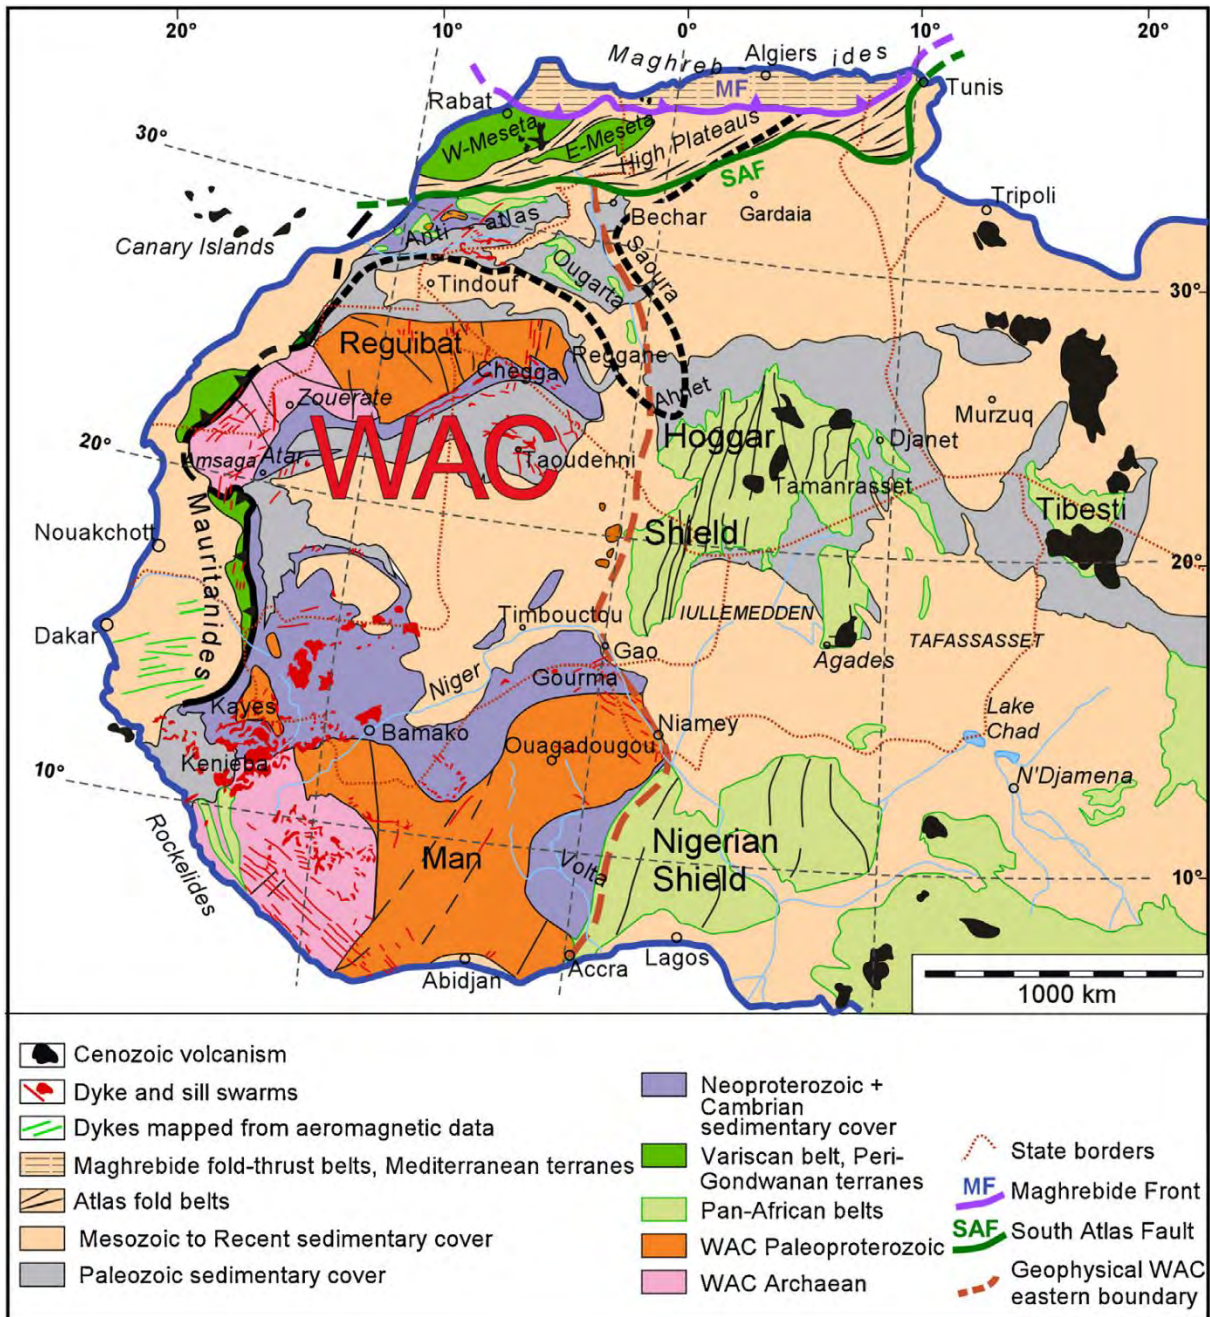 20°
10°
0°
10°
20°
Maghreb ides
Algiers
MF
Tunis
Rabat
30°
W-Meseta
E-Meseta
High Plateaus
SAF
Tripoli
Bechar
Gardaia
Canary Islands
Anti atlas
Saoura
Ougarta
Tindouf
30°
Reguibat
Reggane
Chegga
Ahnet
Zouerate
Murzuq
20°
WAC
Hoggar
Djanet
Amsaga
Atar
Taoudenni
Tamanrasset
Tibesti
Nouakchott
Mauritanides
Shield
20°
Timbouctou
IULLEMEDDEN
TAFASSASSET
Dakar
Gao
Agades
Niger
Gourma
Kayes
Lake
Chad
Bamako
Niamey
Ouagadougou
Kenieba
N'Djamena
10°
Rockelides
Man
Volta
Nigerian
Shield
10°
Lagos
Abidjan
Accra
1000 km
Cenozoic volcanism
Dyke and sill swarms
Dykes mapped from aeromagnetic data
Maghrebide fold-thrust belts, Mediterranean terranes
Atlas fold belts
Mesozoic to Recent sedimentary cover
Paleozoic sedimentary cover
Neoproterozoic +
Cambrian
sedimentary cover
Variscan belt, Peri-
Gondwanan terranes
Pan-African belts
WAC Paleoproterozoic
WAC Archaean
State borders
MF Maghrebide Front
SAF South Atlas Fault
Geophysical WAC
eastern boundary